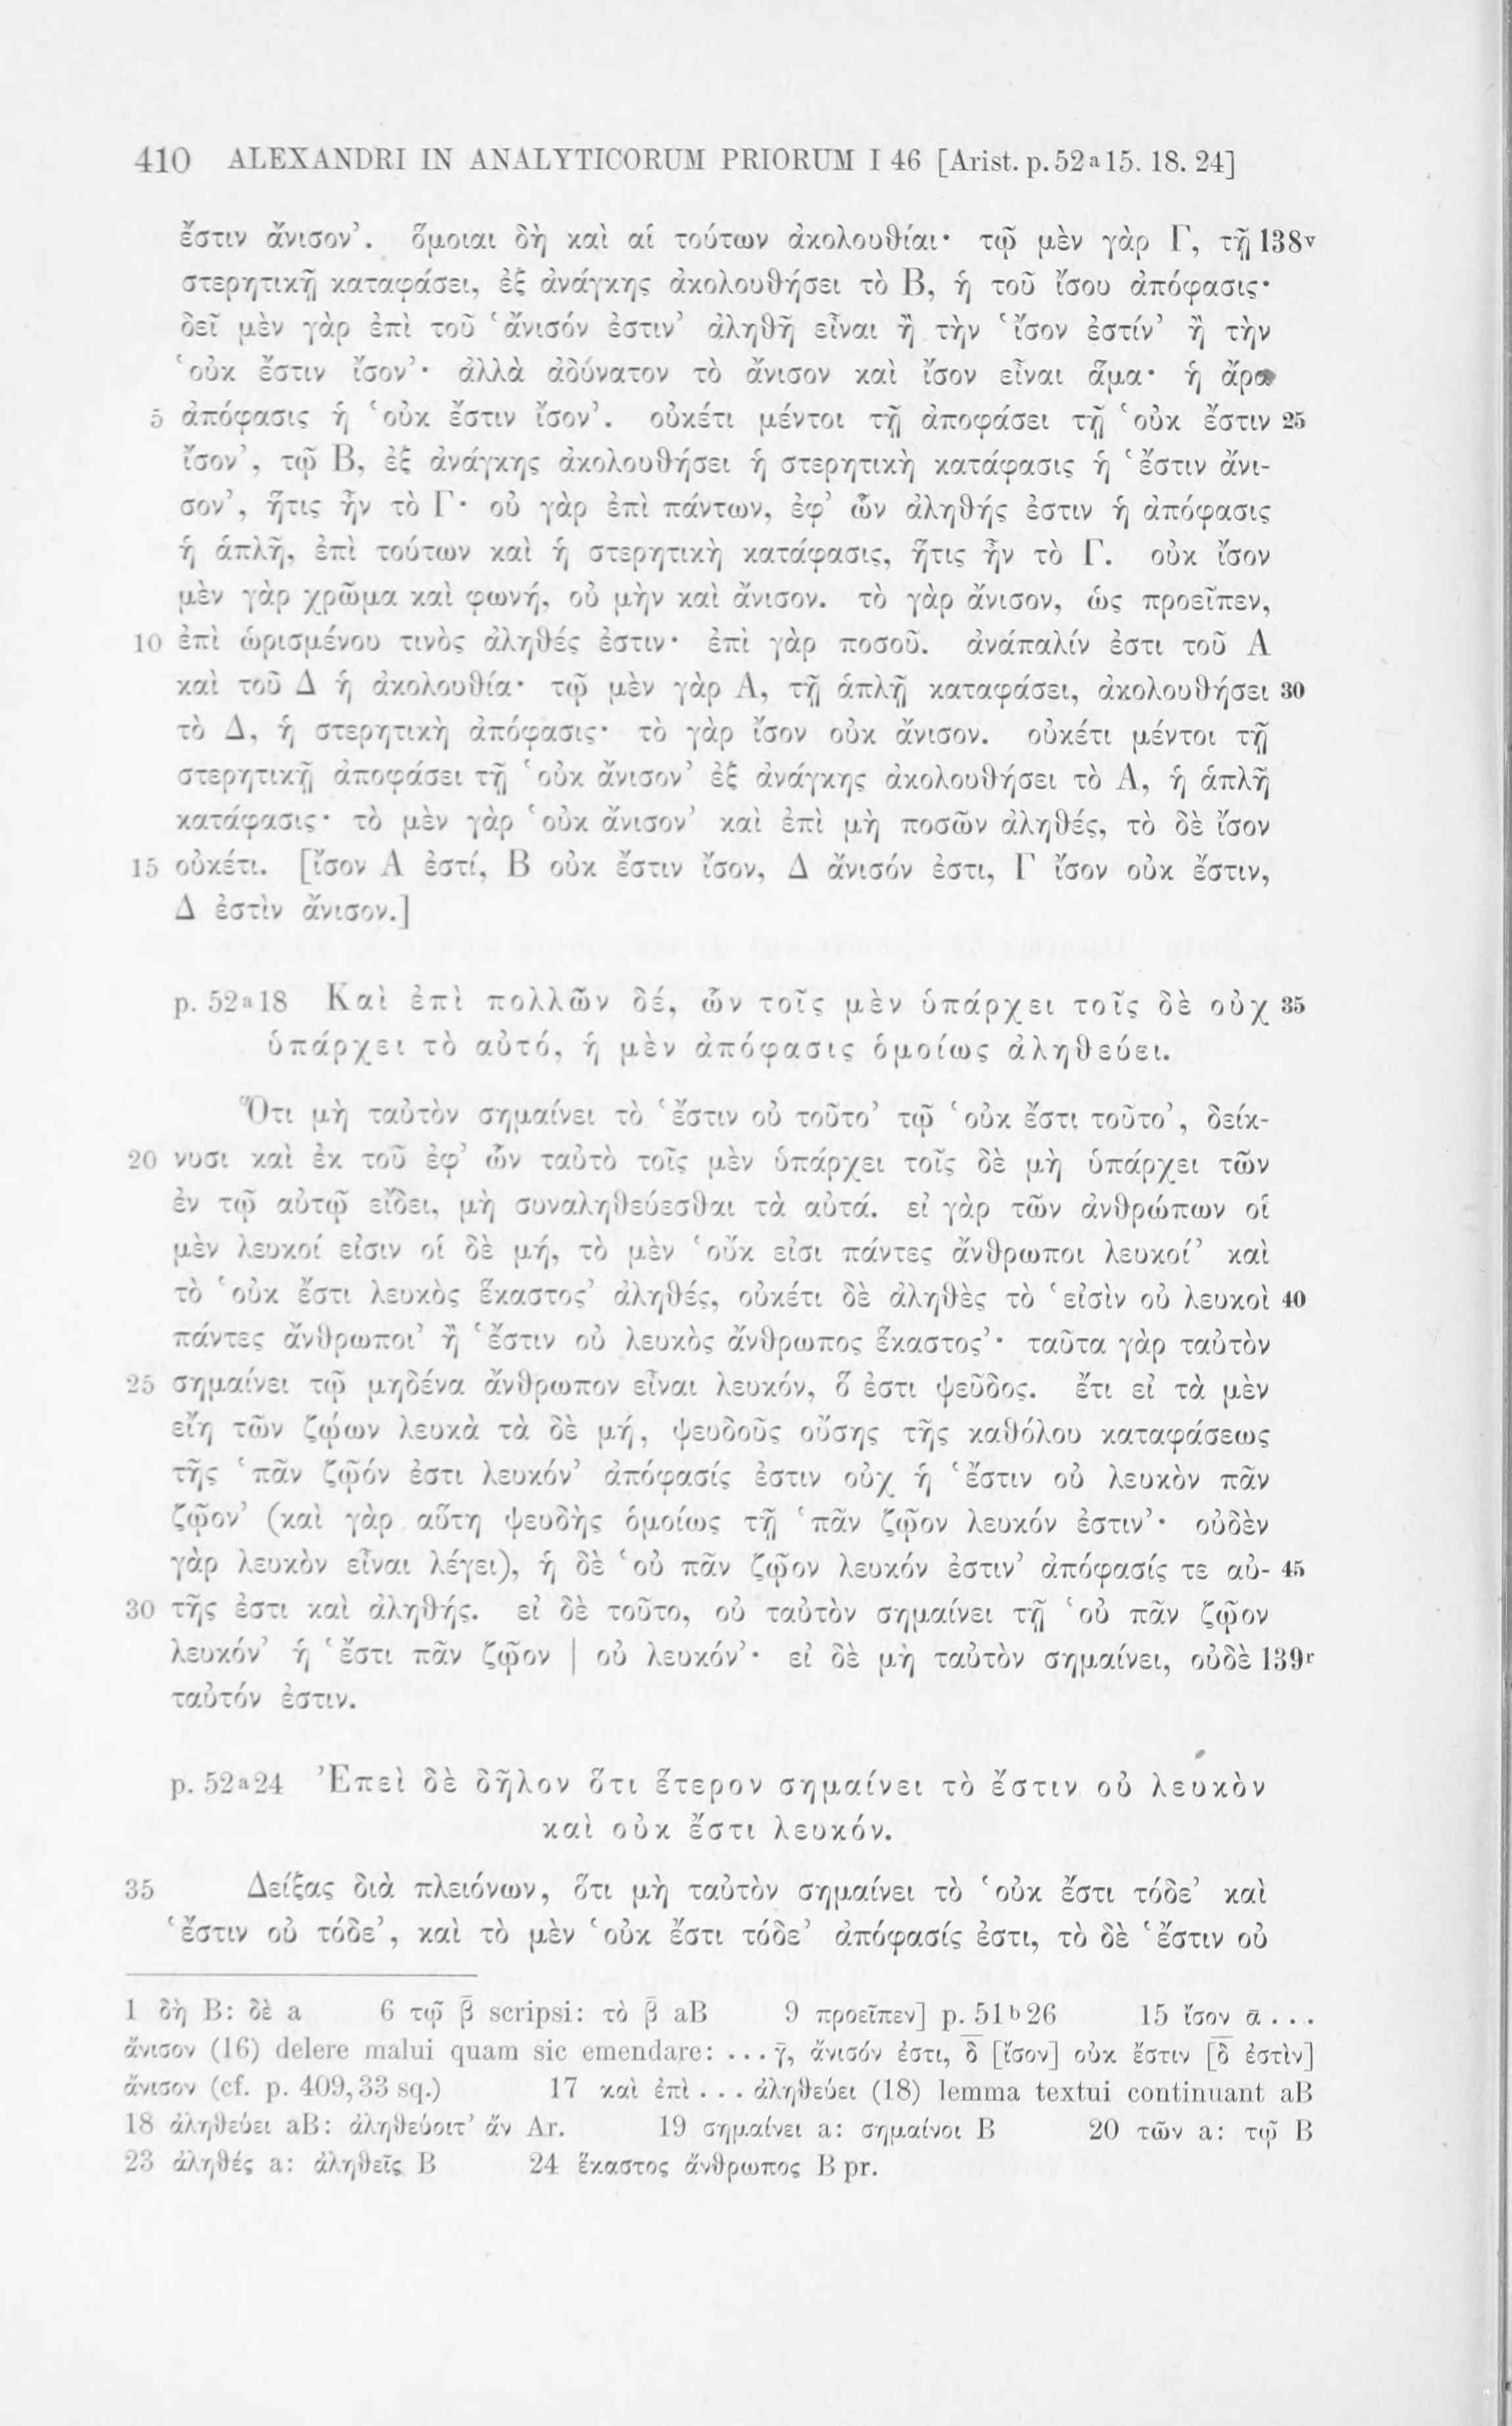 410 ALEXANDRI IN ANALYTICORUM PRIORUM I 46 [Arist. p. 52ª15. 18. 24]
ἔστιν ἄνισον’. ὅμοιαι δὴ καὶ αἱ τούτων ἀκολουθίαι· τῷ μὲν γὰρ Γ, τῇ 138ᵛ
στερητικῇ καταφάσει, ἐξ ἀνάγκης ἀκολουθήσει τὸ Β, ἡ τοῦ ἴσου ἀπόφασις·
δεῖ μὲν γὰρ ἐπὶ τοῦ ‘ἄνισόν ἐστιν’ ἀληθῆ εἶναι ἢ τὴν ‘ἴσον ἐστίν’ ἢ τὴν
‘οὐκ ἔστιν ἴσον’· ἀλλὰ ἀδύνατον τὸ ἄνισον καὶ ἴσον εἶναι ἅμα· ἡ ἄρα
5 ἀπόφασις ἡ ‘οὐκ ἔστιν ἴσον’. οὐκέτι μέντοι τῇ ἀποφάσει τῇ ‘οὐκ ἔστιν 25
ἴσον’, τῷ Β, ἐξ ἀνάγκης ἀκολουθήσει ἡ στερητικὴ κατάφασις ἡ ‘ἔστιν ἄνι-
σον’, ἥτις ἦν τὸ Γ· οὐ γὰρ ἐπὶ πάντων, ἐφ’ ὧν ἀληθής ἐστιν ἡ ἀπόφασις
ἡ ἁπλῆ, ἐπὶ τούτων καὶ ἡ στερητικὴ κατάφασις, ἥτις ἦν τὸ Γ. οὐκ ἴσον
μὲν γὰρ χρῶμα καὶ φωνή, οὐ μὴν καὶ ἄνισον. τὸ γὰρ ἄνισον, ὡς προεῖπεν,
10 ἐπὶ ὡρισμένου τινὸς ἀληθές ἐστιν· ἐπὶ γὰρ ποσοῦ. ἀνάπαλίν ἐστι τοῦ Α
καὶ τοῦ Δ ἡ ἀκολουθία· τῷ μὲν γὰρ Α, τῇ ἁπλῇ καταφάσει, ἀκολουθήσει 30
τὸ Δ, ἡ στερητικὴ ἀπόφασις· τὸ γὰρ ἴσον οὐκ ἄνισον. οὐκέτι μέντοι τῇ
στερητικῇ ἀποφάσει τῇ ‘οὐκ ἄνισον’ ἐξ ἀνάγκης ἀκολουθήσει τὸ Α, ἡ ἁπλῆ
κατάφασις· τὸ μὲν γὰρ ‘οὐκ ἄνισον’ καὶ ἐπὶ μὴ ποσῶν ἀληθές, τὸ δὲ ἴσον
15 οὐκέτι. [ἴσον Α ἐστί, Β οὐκ ἔστιν ἴσον, Δ ἄνισόν ἐστι, Γ ἴσον οὐκ ἔστιν,
Δ ἐστὶν ἄνισον.]
p. 52ª18 Καὶ ἐπὶ πολλῶν δέ, ὧν τοῖς μὲν ὑπάρχει τοῖς δὲ οὐχ 35
ὑπάρχει τὸ αὐτό, ἡ μὲν ἀπόφασις ὁμοίως ἀληθεύει.
Ὅτι μὴ ταὐτὸν σημαίνει τὸ ‘ἔστιν οὐ τοῦτο’ τῷ ‘οὐκ ἔστι τοῦτο’, δείκ-
20 νυσι καὶ ἐκ τοῦ ἐφ’ ὧν ταὐτὸ τοῖς μὲν ὑπάρχει τοῖς δὲ μὴ ὑπάρχει τῶν
ἐν τῷ αὐτῷ εἴδει, μὴ συναληθεύεσθαι τὰ αὐτά. εἰ γὰρ τῶν ἀνθρώπων οἱ
μὲν λευκοί εἰσιν οἱ δὲ μή, τὸ μὲν ‘οὔκ εἰσι πάντες ἄνθρωποι λευκοί’ καὶ
τὸ ‘οὐκ ἔστι λευκὸς ἕκαστος’ ἀληθές, οὐκέτι δὲ ἀληθὲς τὸ ‘εἰσὶν οὐ λευκοὶ 40
πάντες ἄνθρωποι’ ἢ ‘ἔστιν οὐ λευκὸς ἄνθρωπος ἕκαστος’· ταῦτα γὰρ ταὐτὸν
25 σημαίνει τῷ μηδένα ἄνθρωπον εἶναι λευκόν, ὅ ἐστι ψεῦδος. ἔτι εἰ τὰ μὲν
εἴη τῶν ζῴων λευκὰ τὰ δὲ μή, ψευδοῦς οὔσης τῆς καθόλου καταφάσεως
τῆς ‘πᾶν ζῷόν ἐστι λευκόν’ ἀπόφασίς ἐστιν οὐχ ἡ ‘ἔστιν οὐ λευκὸν πᾶν
ζῷον’ (καὶ γὰρ αὕτη ψευδὴς ὁμοίως τῇ ‘πᾶν ζῷον λευκόν ἐστιν’· οὐδὲν
γὰρ λευκὸν εἶναι λέγει), ἡ δὲ ‘οὐ πᾶν ζῷον λευκόν ἐστιν’ ἀπόφασίς τε αὐ- 45
30 τῆς ἐστι καὶ ἀληθής. εἰ δὲ τοῦτο, οὐ ταὐτὸν σημαίνει τῇ ‘οὐ πᾶν ζῷον
λευκόν’ ἡ ‘ἔστι πᾶν ζῷον | οὐ λευκόν’· εἰ δὲ μὴ ταὐτὸν σημαίνει, οὐδὲ 139ʳ
ταὐτόν ἐστιν.
p. 52ª24 Ἐπεὶ δὲ δῆλον ὅτι ἕτερον σημαίνει τὸ ἔστιν οὐ λευκὸν
καὶ οὐκ ἔστι λευκόν.
35 Δείξας διὰ πλειόνων, ὅτι μὴ ταὐτὸν σημαίνει τὸ ‘οὐκ ἔστι τόδε’ καὶ
‘ἔστιν οὐ τόδε’, καὶ τὸ μὲν ‘οὐκ ἔστι τόδε’ ἀπόφασίς ἐστι, τὸ δὲ ‘ἔστιν οὐ
1 δὴ B: δὲ a 6 τῷ β̄ scripsi: τὸ β̄ aB 9 προεῖπεν] p. 51ᵇ26 15 ἴσον ᾱ ...
ἄνισον (16) delere malui quam sic emendare: ... γ̄, ἄνισόν ἐστι, δ̄ [ἴσον] οὐκ ἔστιν [δ̄ ἐστὶν]
ἄνισον (cf. p. 409,33 sq.) 17 καὶ ἐπὶ ... ἀληθεύει (18) lemma textui continuant aB
18 ἀληθεύει aB: ἀληθεύοιτ’ ἄν Ar. 19 σημαίνει a: σημαίνοι B 20 τῶν a: τῷ B
23 ἀληθές a: ἀληθεῖς B 24 ἕκαστος ἄνθρωπος B pr.